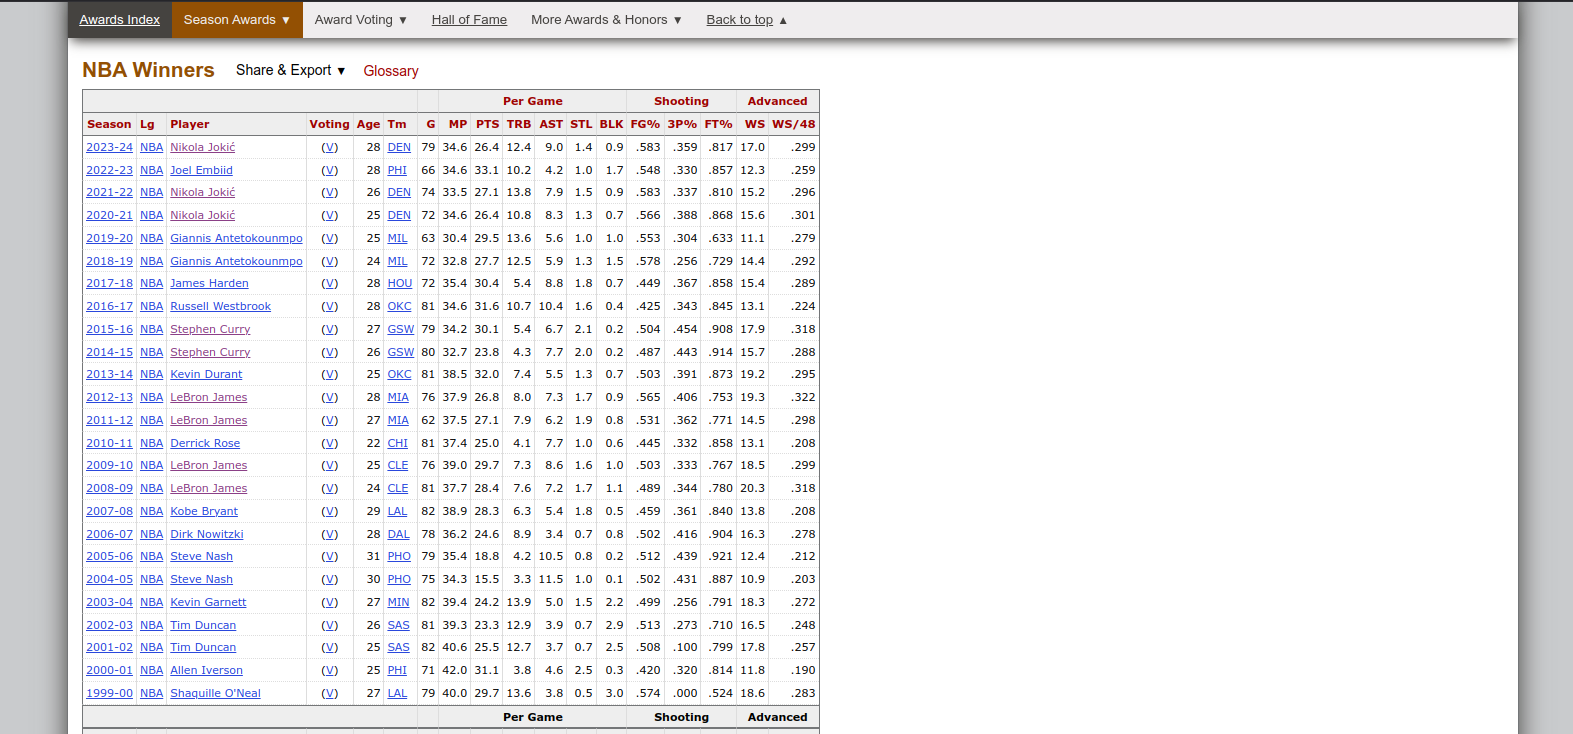 Awards Index Season Awards ▼ Award Voting ▼ Hall of Fame More Awards & Honors ▼ Back to top ▲
NBA Winners Share & Export ▼ Glossary
Per Game Shooting Advanced
Season Lg Player Voting Age Tm G MP PTS TRB AST STL BLK FG% 3P% FT% WS WS/48
2023-24 NBA Nikola Jokić (V) 28 DEN 79 34.6 26.4 12.4 9.0 1.4 0.9 .583 .359 .817 17.0 .299
2022-23 NBA Joel Embiid (V) 28 PHI 66 34.6 33.1 10.2 4.2 1.0 1.7 .548 .330 .857 12.3 .259
2021-22 NBA Nikola Jokić (V) 26 DEN 74 33.5 27.1 13.8 7.9 1.5 0.9 .583 .337 .810 15.2 .296
2020-21 NBA Nikola Jokić (V) 25 DEN 72 34.6 26.4 10.8 8.3 1.3 0.7 .566 .388 .868 15.6 .301
2019-20 NBA Giannis Antetokounmpo (V) 25 MIL 63 30.4 29.5 13.6 5.6 1.0 1.0 .553 .304 .633 11.1 .279
2018-19 NBA Giannis Antetokounmpo (V) 24 MIL 72 32.8 27.7 12.5 5.9 1.3 1.5 .578 .256 .729 14.4 .292
2017-18 NBA James Harden (V) 28 HOU 72 35.4 30.4 5.4 8.8 1.8 0.7 .449 .367 .858 15.4 .289
2016-17 NBA Russell Westbrook (V) 28 OKC 81 34.6 31.6 10.7 10.4 1.6 0.4 .425 .343 .845 13.1 .224
2015-16 NBA Stephen Curry (V) 27 GSW 79 34.2 30.1 5.4 6.7 2.1 0.2 .504 .454 .908 17.9 .318
2014-15 NBA Stephen Curry (V) 26 GSW 80 32.7 23.8 4.3 7.7 2.0 0.2 .487 .443 .914 15.7 .288
2013-14 NBA Kevin Durant (V) 25 OKC 81 38.5 32.0 7.4 5.5 1.3 0.7 .503 .391 .873 19.2 .295
2012-13 NBA LeBron James (V) 28 MIA 76 37.9 26.8 8.0 7.3 1.7 0.9 .565 .406 .753 19.3 .322
2011-12 NBA LeBron James (V) 27 MIA 62 37.5 27.1 7.9 6.2 1.9 0.8 .531 .362 .771 14.5 .298
2010-11 NBA Derrick Rose (V) 22 CHI 81 37.4 25.0 4.1 7.7 1.0 0.6 .445 .332 .858 13.1 .208
2009-10 NBA LeBron James (V) 25 CLE 76 39.0 29.7 7.3 8.6 1.6 1.0 .503 .333 .767 18.5 .299
2008-09 NBA LeBron James (V) 24 CLE 81 37.7 28.4 7.6 7.2 1.7 1.1 .489 .344 .780 20.3 .318
2007-08 NBA Kobe Bryant (V) 29 LAL 82 38.9 28.3 6.3 5.4 1.8 0.5 .459 .361 .840 13.8 .208
2006-07 NBA Dirk Nowitzki (V) 28 DAL 78 36.2 24.6 8.9 3.4 0.7 0.8 .502 .416 .904 16.3 .278
2005-06 NBA Steve Nash (V) 31 PHO 79 35.4 18.8 4.2 10.5 0.8 0.2 .512 .439 .921 12.4 .212
2004-05 NBA Steve Nash (V) 30 PHO 75 34.3 15.5 3.3 11.5 1.0 0.1 .502 .431 .887 10.9 .203
2003-04 NBA Kevin Garnett (V) 27 MIN 82 39.4 24.2 13.9 5.0 1.5 2.2 .499 .256 .791 18.3 .272
2002-03 NBA Tim Duncan (V) 26 SAS 81 39.3 23.3 12.9 3.9 0.7 2.9 .513 .273 .710 16.5 .248
2001-02 NBA Tim Duncan (V) 25 SAS 82 40.6 25.5 12.7 3.7 0.7 2.5 .508 .100 .799 17.8 .257
2000-01 NBA Allen Iverson (V) 25 PHI 71 42.0 31.1 3.8 4.6 2.5 0.3 .420 .320 .814 11.8 .190
1999-00 NBA Shaquille O'Neal (V) 27 LAL 79 40.0 29.7 13.6 3.8 0.5 3.0 .574 .000 .524 18.6 .283
Per Game Shooting Advanced